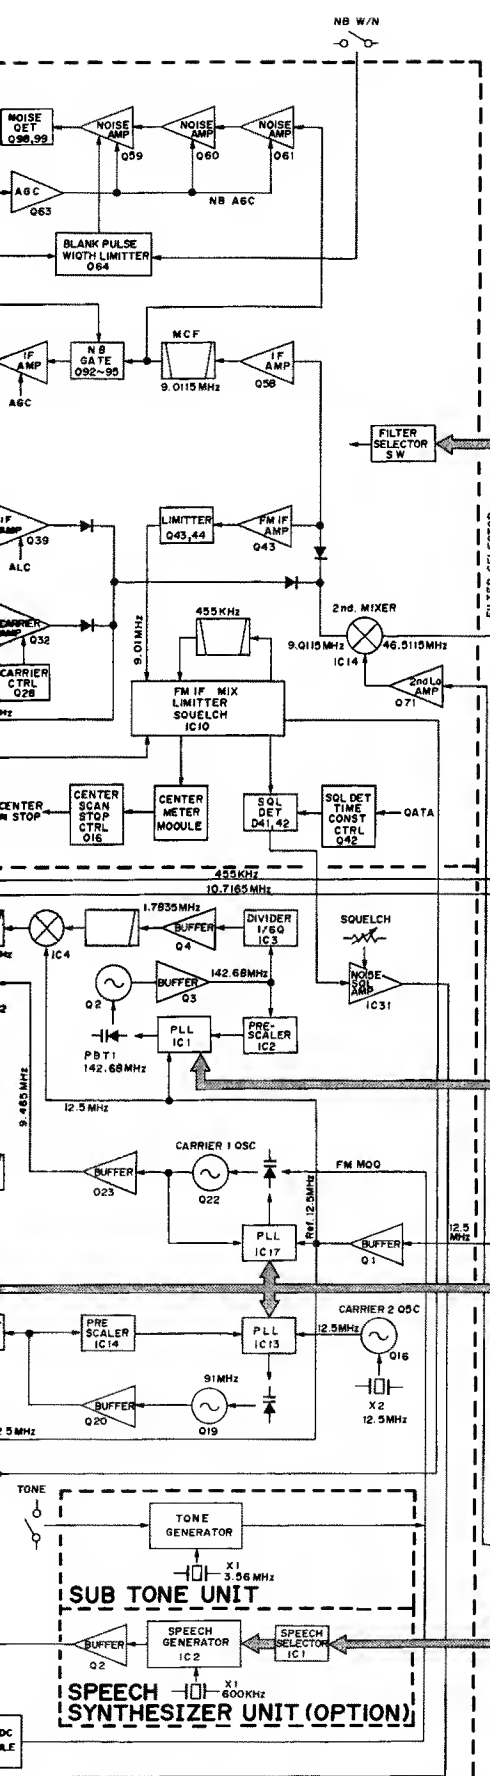 NB W/N
NOISE
DET
Q98,99
NOISE
AMP
Q59
NOISE
AMP
Q60
NOISE
AMP
Q61
AGC
Q63
NB AGC
BLANK PULSE
WIDTH LIMITTER
Q64
MCF
IF
AMP
AGC
NB
GATE
Q92~95
9.0115MHz
IF
AMP
Q58
FILTER
SELECTOR
SW
FILTER SELECTOR
IF
AMP
Q39
ALC
LIMITTER
Q43,44
FM IF
AMP
Q43
CARRIER
AMP
Q32
CARRIER
CTRL
Q28
Hz
9.01MHz
455KHz
2nd. MIXER
9.0115MHz
46.5115MHz
IC14
2nd Lo
AMP
Q71
FM IF MIX
LIMITTER
SQUELCH
IC10
CENTER
N STOP
CENTER
SCAN
STOP
CTRL
Q16
CENTER
METER
MODULE
SQL
DET
D41,42
SQL DET
TIME
CONST
CTRL
Q42
DATA
455KHz
10.7165MHz
IC4
1.7835MHz
BUFFER
Q4
DIVIDER
1/60
IC3
SQUELCH
NOISE
SQL
AMP
IC31
Q2
BUFFER
Q3
142.68MHz
PBT1
142.68MHz
PLL
IC1
PRE-
SCALER
IC2
9.465MHz
12.5MHz
CARRIER 1 OSC
FM MOD
BUFFER
Q23
Q22
Ref. 12.5MHz
PLL
IC17
BUFFER
Q1
12.5
MHz
CARRIER 2 OSC
PRE
SCALER
IC14
PLL
IC13
12.5MHz
Q16
X2
12.5MHz
91MHz
BUFFER
Q20
Q19
2.5MHz
TONE
TONE
GENERATOR
X1
3.56MHz
SUB TONE UNIT
BUFFER
Q2
SPEECH
GENERATOR
IC2
SPEECH
SELECTOR
IC1
X1
600KHz
SPEECH
SYNTHESIZER UNIT (OPTION)
DC
ULE